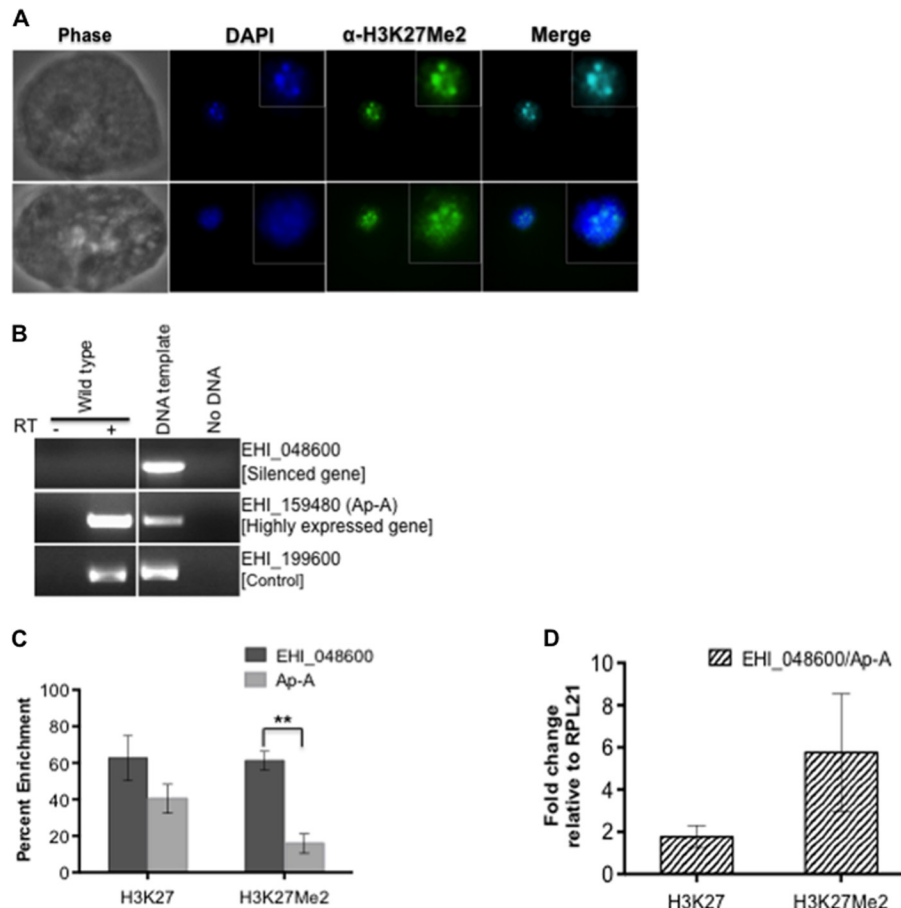 A
Phase DAPI α-H3K27Me2 Merge
B
Wild type
DNA template
No DNA
RT - +
EHI_048600
[Silenced gene]
EHI_159480 (Ap-A)
[Highly expressed gene]
EHI_199600
[Control]
C
EHI_048600
Ap-A
**
Percent Enrichment
100
80
60
40
20
0
H3K27 H3K27Me2
D
EHI_048600/Ap-A
Fold change
relative to RPL21
10
8
6
4
2
0
H3K27 H3K27Me2